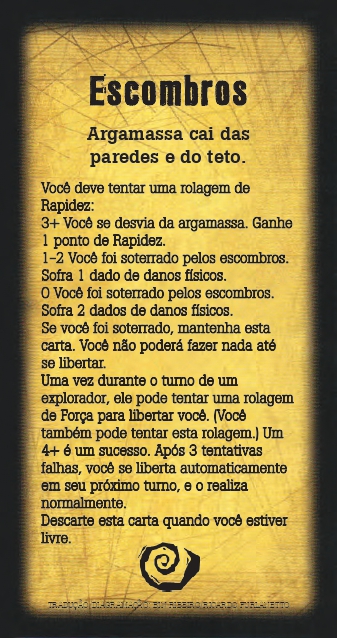 Escombros
Argamassa cai das
paredes e do teto.
Você deve tentar uma rolagem de
Rapidez:
3+ Você se desvia da argamassa. Ganhe
1 ponto de Rapidez.
1-2 Você foi soterrado pelos escombros.
Sofra 1 dado de danos físicos.
0 Você foi soterrado pelos escombros.
Sofra 2 dados de danos físicos.
Se você foi soterrado, mantenha esta
carta. Você não poderá fazer nada até
se libertar.
Uma vez durante o turno de um
explorador, ele pode tentar uma rolagem
de Força para libertar você. (Você
também pode tentar esta rolagem.) Um
4+ é um sucesso. Após 3 tentativas
falhas, você se liberta automaticamente
em seu próximo turno, e o realiza
normalmente.
Descarte esta carta quando você estiver
livre.
TRADUÇÃO/DIAGRAMAÇÃO: RIBEIRO/RICARDO FURLANETTO